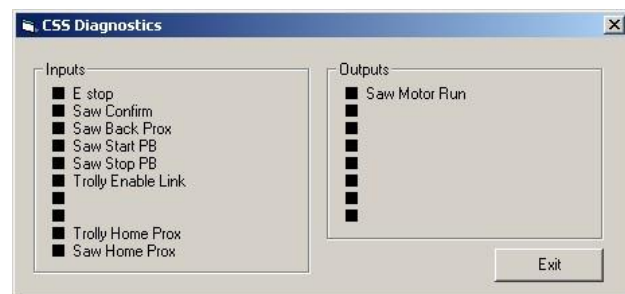 CSS Diagnostics
Inputs
E stop
Saw Confirm
Saw Back Prox
Saw Start PB
Saw Stop PB
Trolly Enable Link
Trolly Home Prox
Saw Home Prox
Outputs
Saw Motor Run
Exit